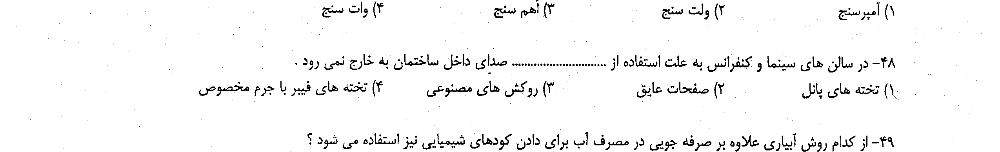 ۱) آمپرسنج ۲) ولت سنج ۳) اُهم سنج ۴) وات سنج
۴۸- در سالن های سینما و کنفرانس به علت استفاده از .............................. صدای داخل ساختمان به خارج نمی رود .
۱) تخته های پانل ۲) صفحات عایق ۳) روکش های مصنوعی ۴) تخته های فیبر با جرم مخصوص
۴۹- از کدام روش آبیاری علاوه بر صرفه جویی در مصرف آب برای دادن کودهای شیمیایی نیز استفاده می شود ؟